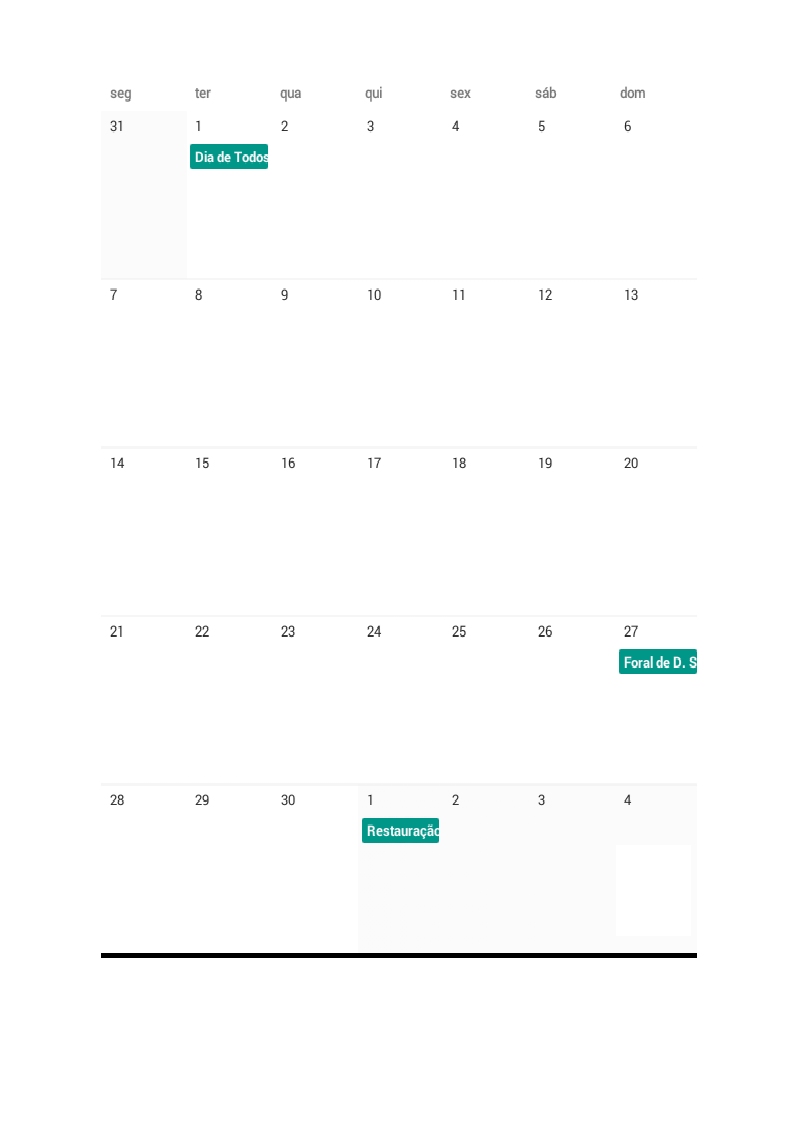 seg ter qua qui sex sáb dom
31 1 2 3 4 5 6
Dia de Todos
7 8 9 10 11 12 13
14 15 16 17 18 19 20
21 22 23 24 25 26 27
Foral de D. S
28 29 30 1 2 3 4
Restauração